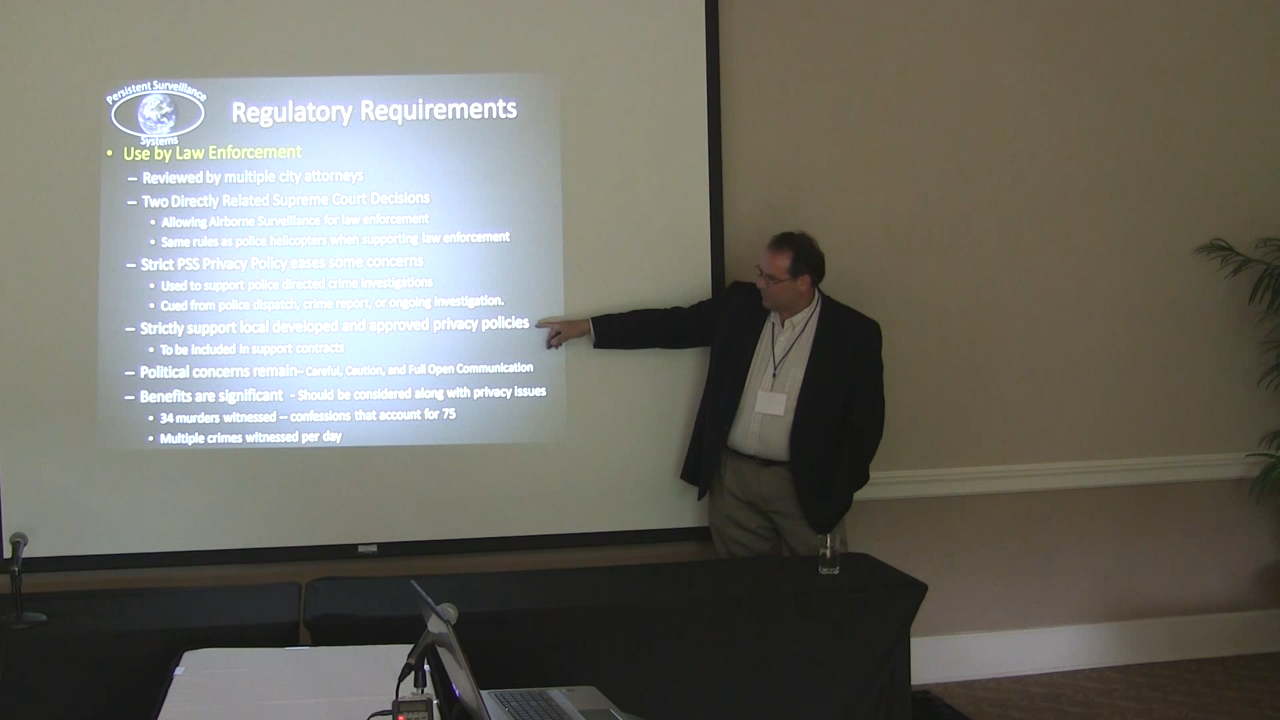 Persistent Surveillance
Systems
Regulatory Requirements
• Use by Law Enforcement
– Reviewed by multiple city attorneys
– Two Directly Related Supreme Court Decisions
• Allowing Airborne Surveillance for law enforcement
• Same rules as police helicopters when supporting law enforcement
– Strict PSS Privacy Policy eases some concerns
• Used to support police directed crime investigations
• Cued from police dispatch, crime report, or ongoing investigation.
– Strictly support local developed and approved privacy policies
• To be included in support contracts
– Political concerns remain– Careful, Caution, and Full Open Communication
– Benefits are significant - Should be considered along with privacy issues
• 34 murders witnessed – confessions that account for 75
• Multiple crimes witnessed per day